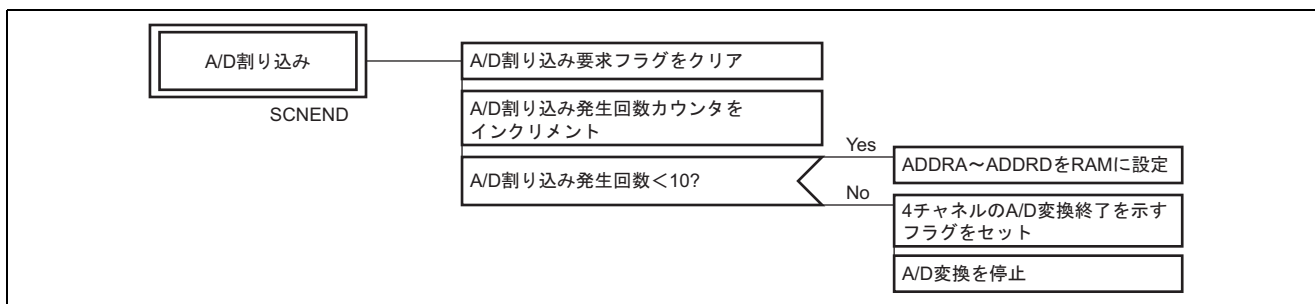 A/D割り込み
SCNEND
A/D割り込み要求フラグをクリア
A/D割り込み発生回数カウンタを
インクリメント
A/D割り込み発生回数＜10?
Yes
ADDRA～ADDRDをRAMに設定
No
4チャネルのA/D変換終了を示す
フラグをセット
A/D変換を停止